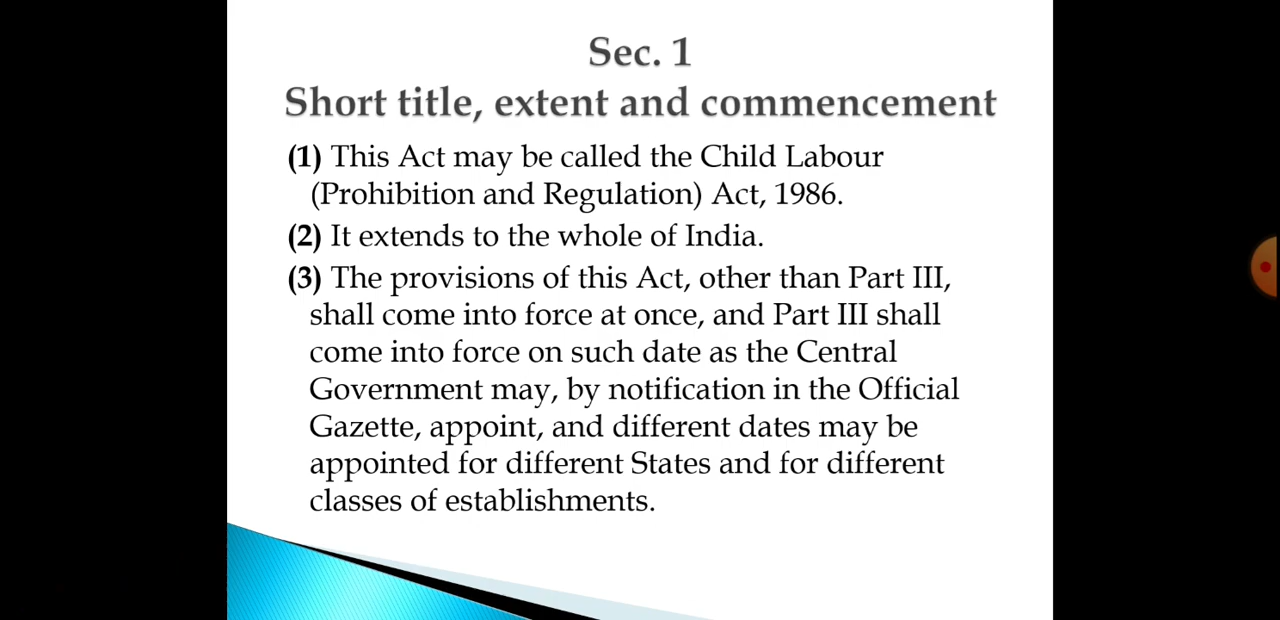 Sec. 1
Short title, extent and commencement
(1) This Act may be called the Child Labour
(Prohibition and Regulation) Act, 1986.
(2) It extends to the whole of India.
(3) The provisions of this Act, other than Part III,
shall come into force at once, and Part III shall
come into force on such date as the Central
Government may, by notification in the Official
Gazette, appoint, and different dates may be
appointed for different States and for different
classes of establishments.